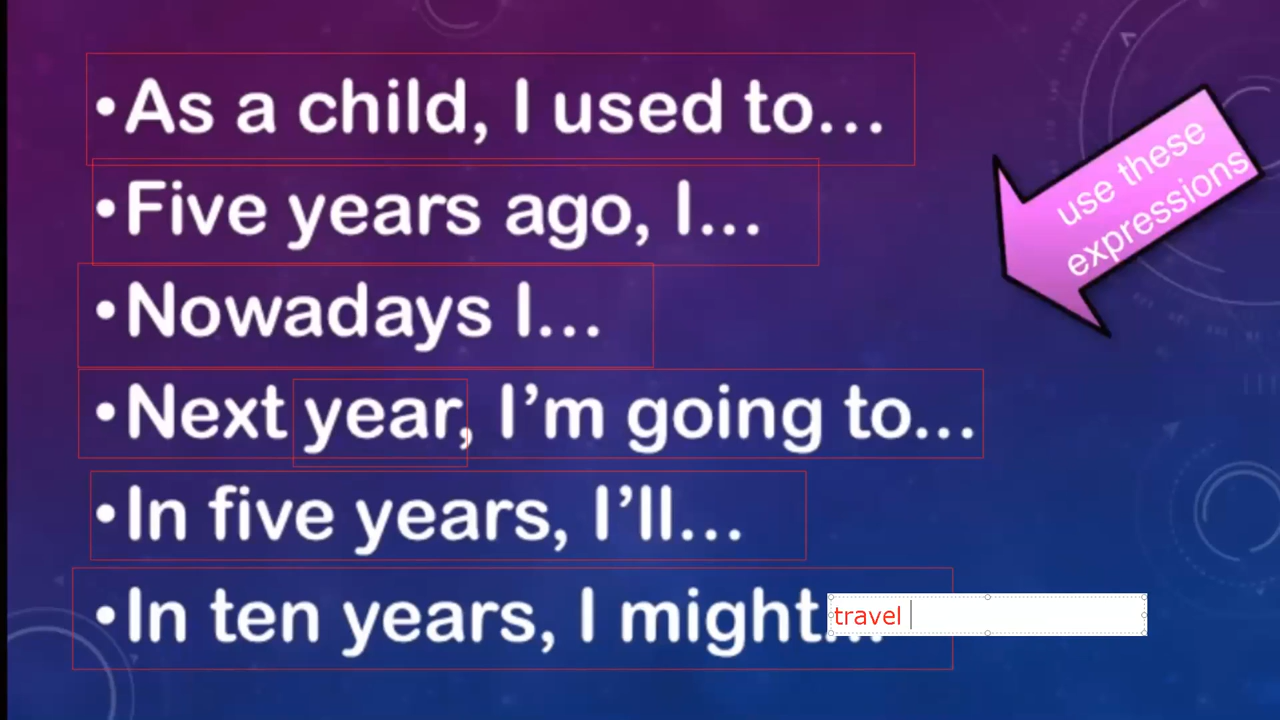 •As a child, I used to...
•Five years ago, I...
•Nowadays I...
•Next year, I’m going to...
•In five years, I’ll...
•In ten years, I might...
travel
use these
expressions